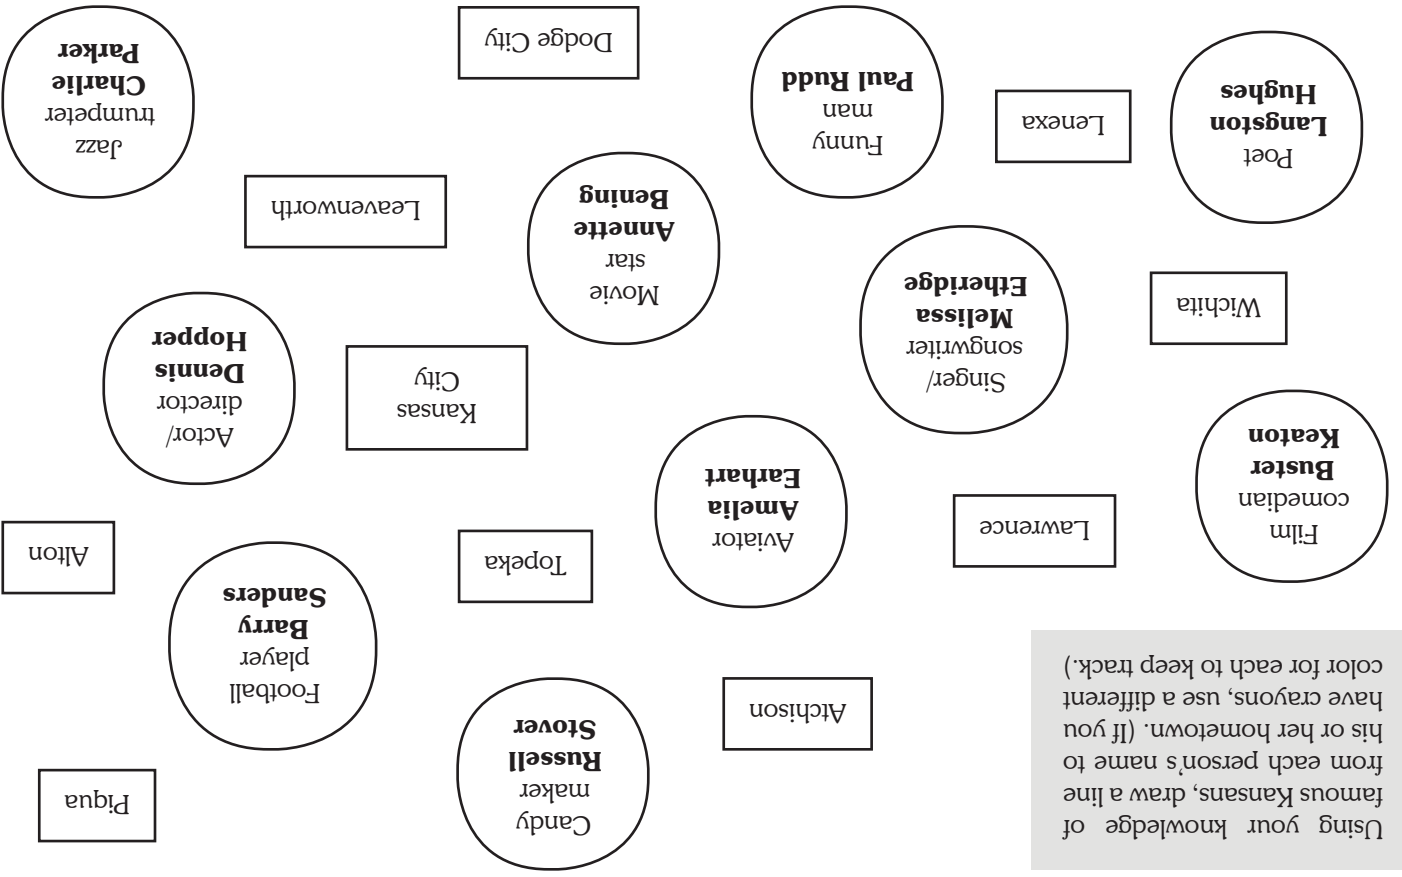 Using your knowledge of
famous Kansans, draw a line
from each person's name to
his or her hometown. (If you
have crayons, use a different
color for each to keep track.)
Candy
maker
Russell
Stover
Piqua
Atchison
Football
player
Barry
Sanders
Film
comedian
Buster
Keaton
Lawrence
Aviator
Amelia
Earhart
Topeka
Alton
Singer/
songwriter
Melissa
Etheridge
Kansas
City
Actor/
director
Dennis
Hopper
Wichita
Movie
star
Annette
Bening
Leavenworth
Poet
Langston
Hughes
Lenexa
Funny
man
Paul Rudd
Dodge City
Jazz
trumpeter
Charlie
Parker